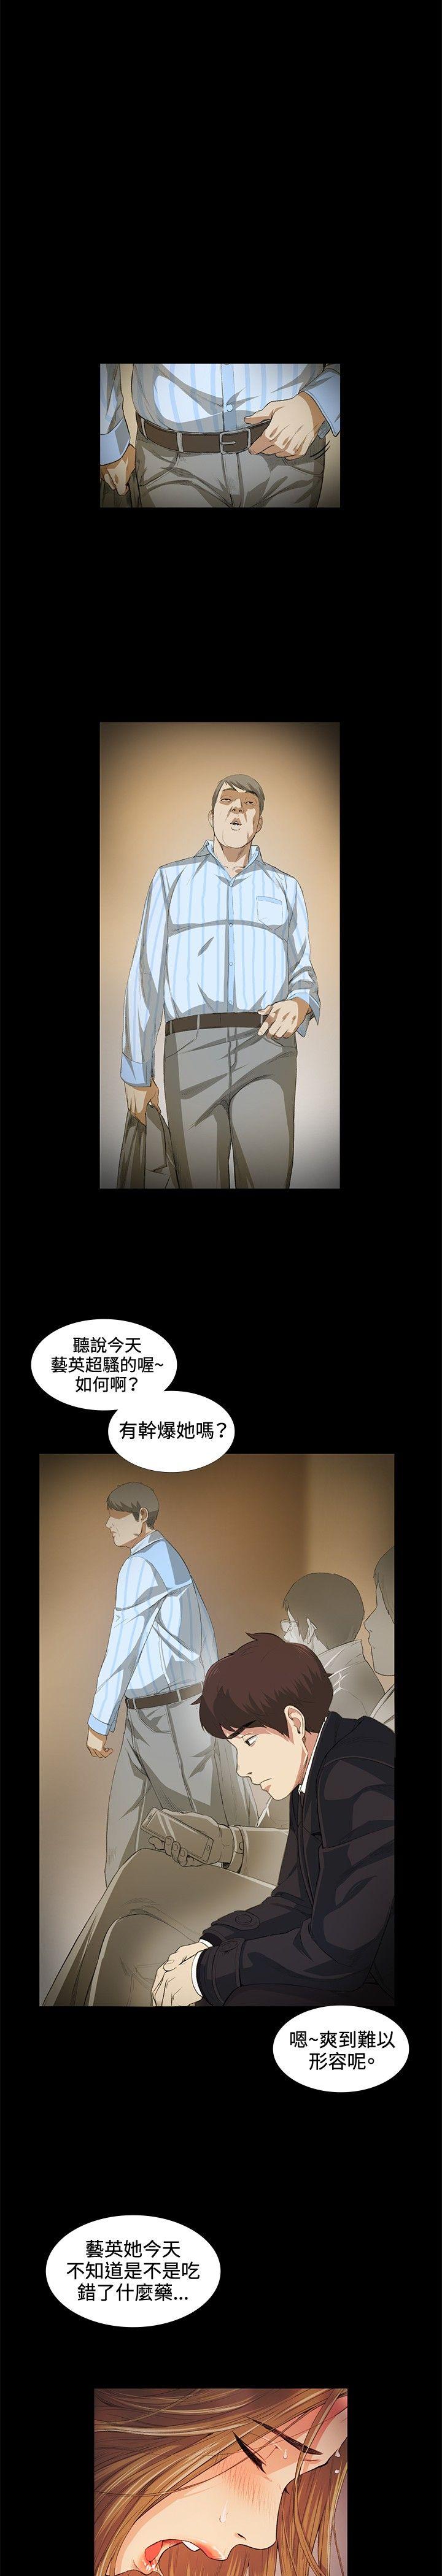 聽說今天
藝英超騷的喔~
如何啊？
有幹爆她嗎？
嗯~爽到難以
形容呢。
藝英她今天
不知道是不是吃
錯了什麼藥...